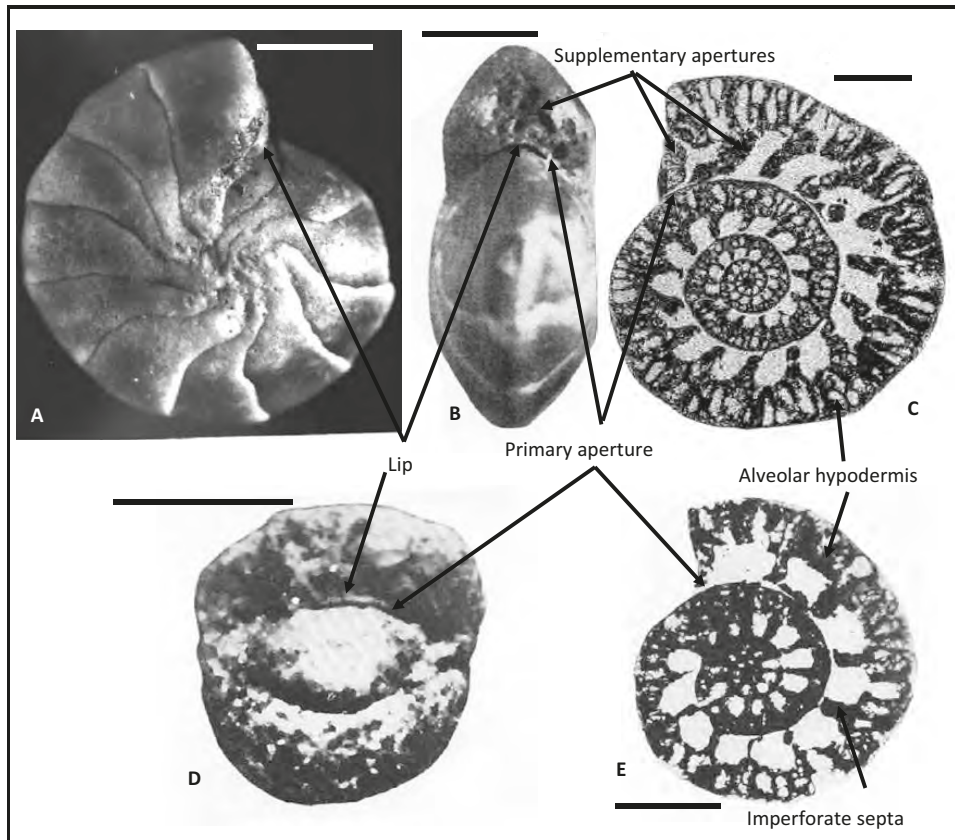 Supplementary apertures
A
B
C
Lip
Primary aperture
Alveolar hypodermis
D
E
Imperforate septa